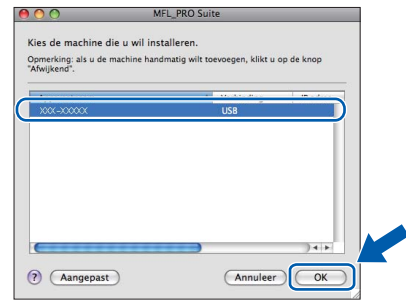 MFL_PRO Suite
Kies de machine die u wil installeren.
Opmerking: als u de machine handmatig wilt toevoegen, klikt u op de knop
"Afwijkend".
XXX-XXXXX USB
? Aangepast Annuleer OK